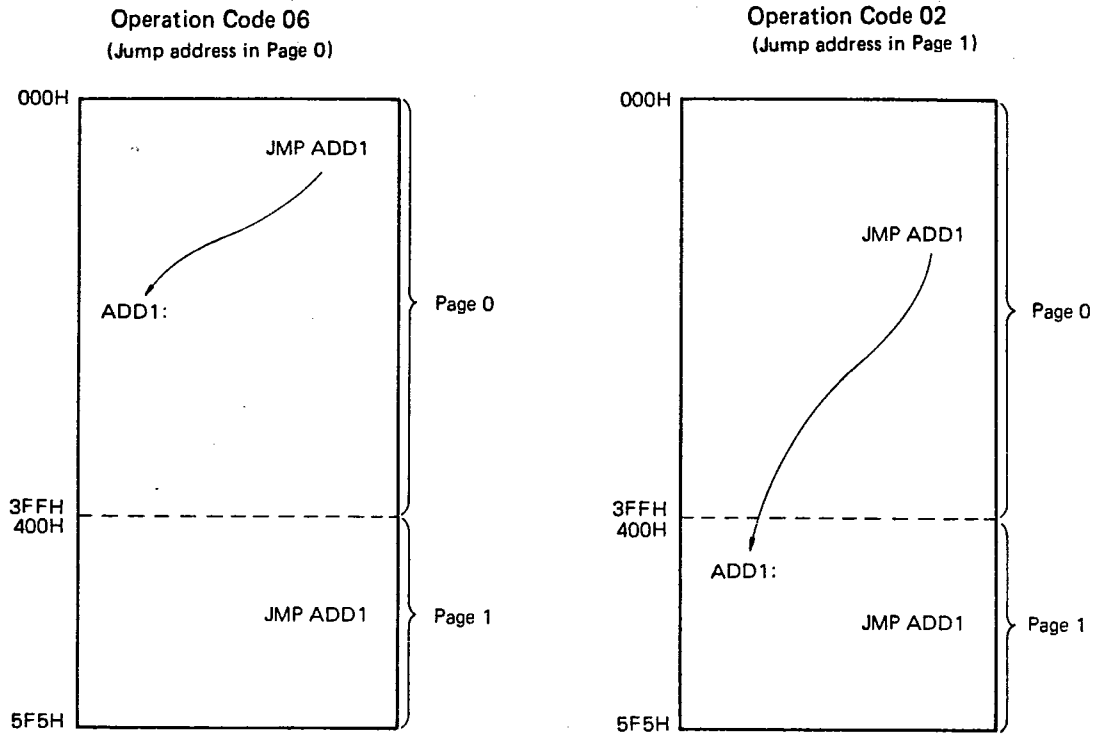 Operation Code 06
(Jump address in Page 0)
000H
JMP ADD1
ADD1:
Page 0
3FFH
400H
JMP ADD1
Page 1
5F5H
Operation Code 02
(Jump address in Page 1)
000H
JMP ADD1
Page 0
3FFH
400H
ADD1:
JMP ADD1
Page 1
5F5H